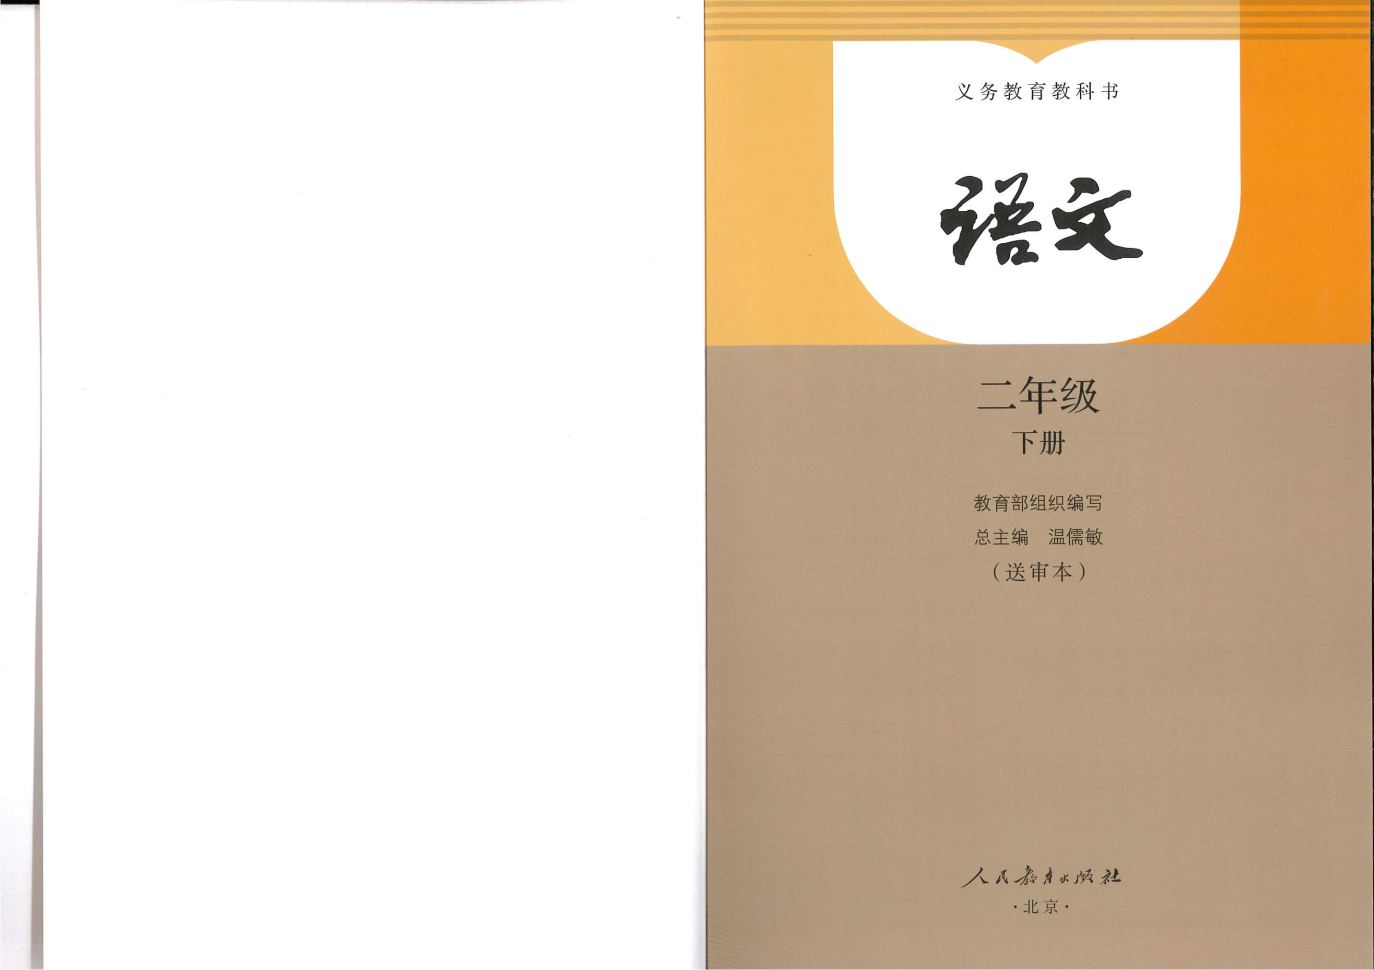 义务教育教科书
语文
二年级
下册
教育部组织编写
总主编　温儒敏
（送审本）
人民教育出版社
·北京·